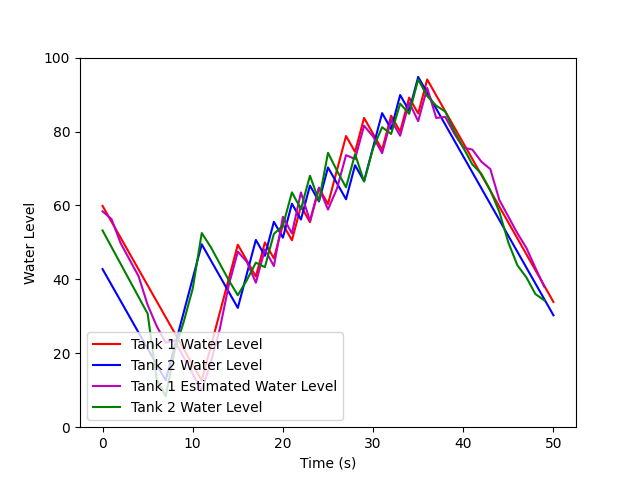 100
80
60
40
20
0
Water Level
Tank 1 Water Level
Tank 2 Water Level
Tank 1 Estimated Water Level
Tank 2 Water Level
0 10 20 30 40 50
Time (s)